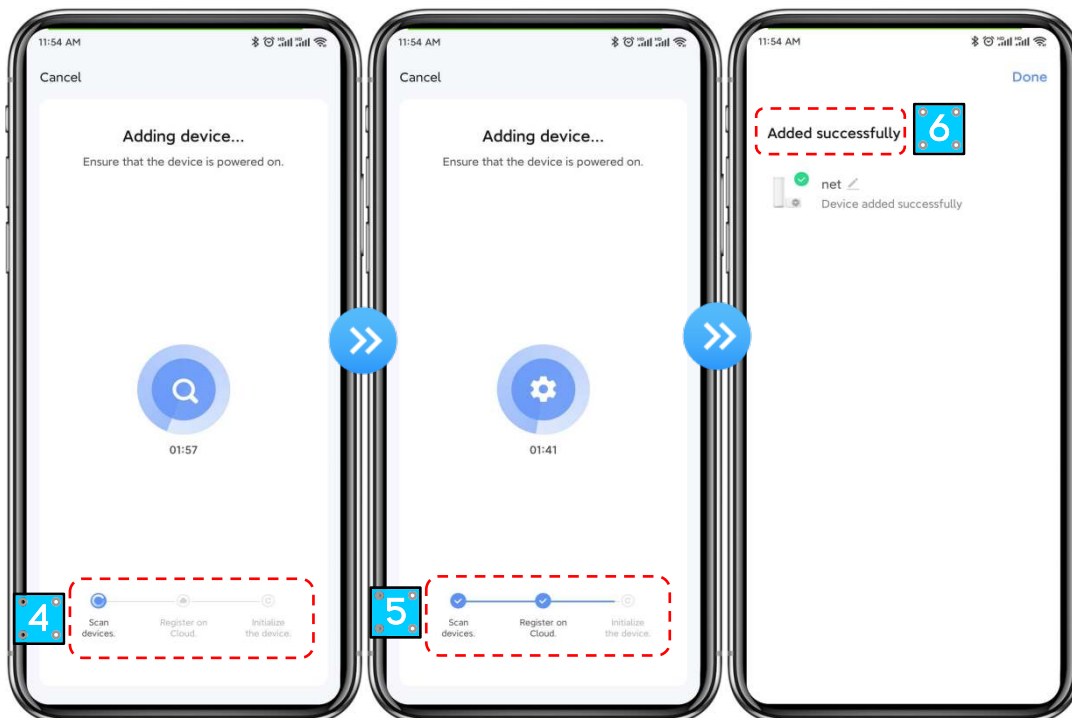 11:54 AM
Cancel
Adding device...
Ensure that the device is powered on.
01:57
4
Scan
devices.
Register on
Cloud.
Initialize
the device.
11:54 AM
Cancel
Adding device...
Ensure that the device is powered on.
01:41
5
Scan
devices.
Register on
Cloud.
Initialize
the device.
11:54 AM
Done
Added successfully
6
net
Device added successfully